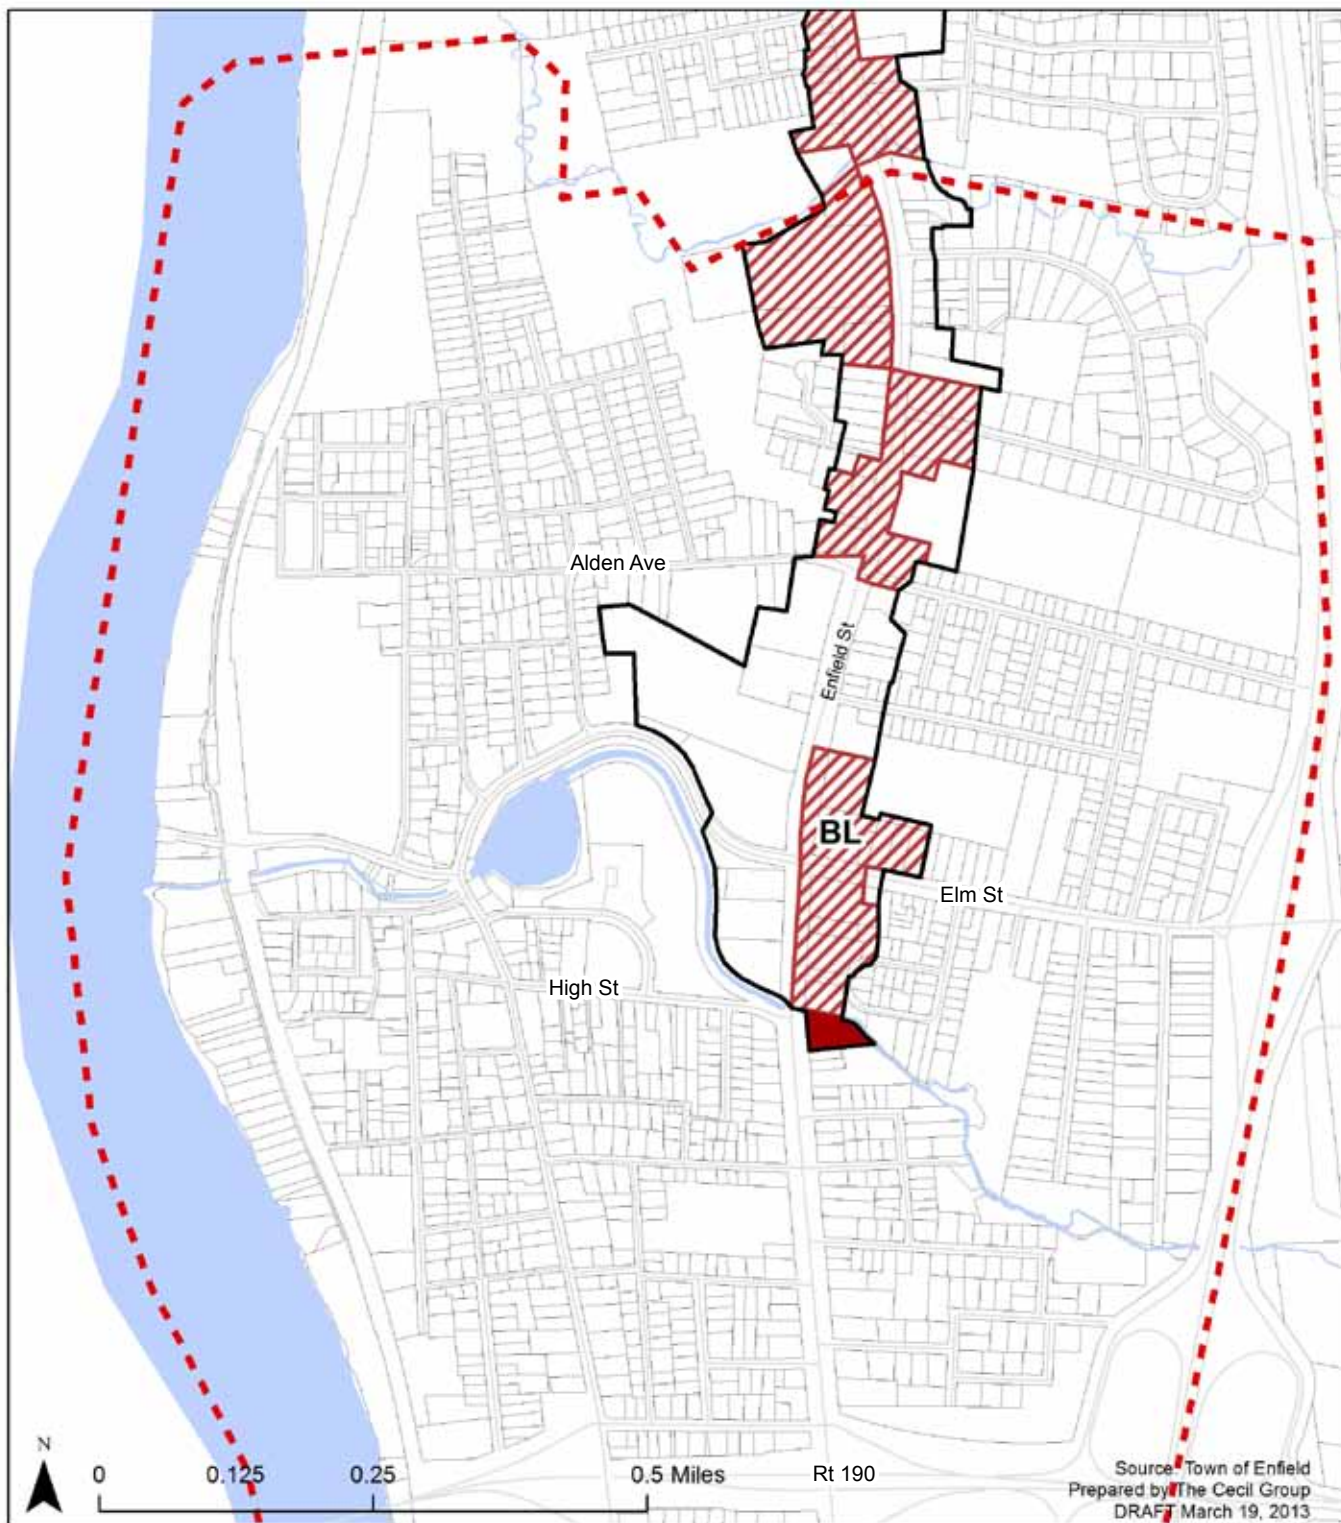 Alden Ave
Enfield St
BL
Elm St
High St
N
0 0.125 0.25 0.5 Miles
Rt 190
Source: Town of Enfield
Prepared by The Cecil Group
DRAFT March 19, 2013